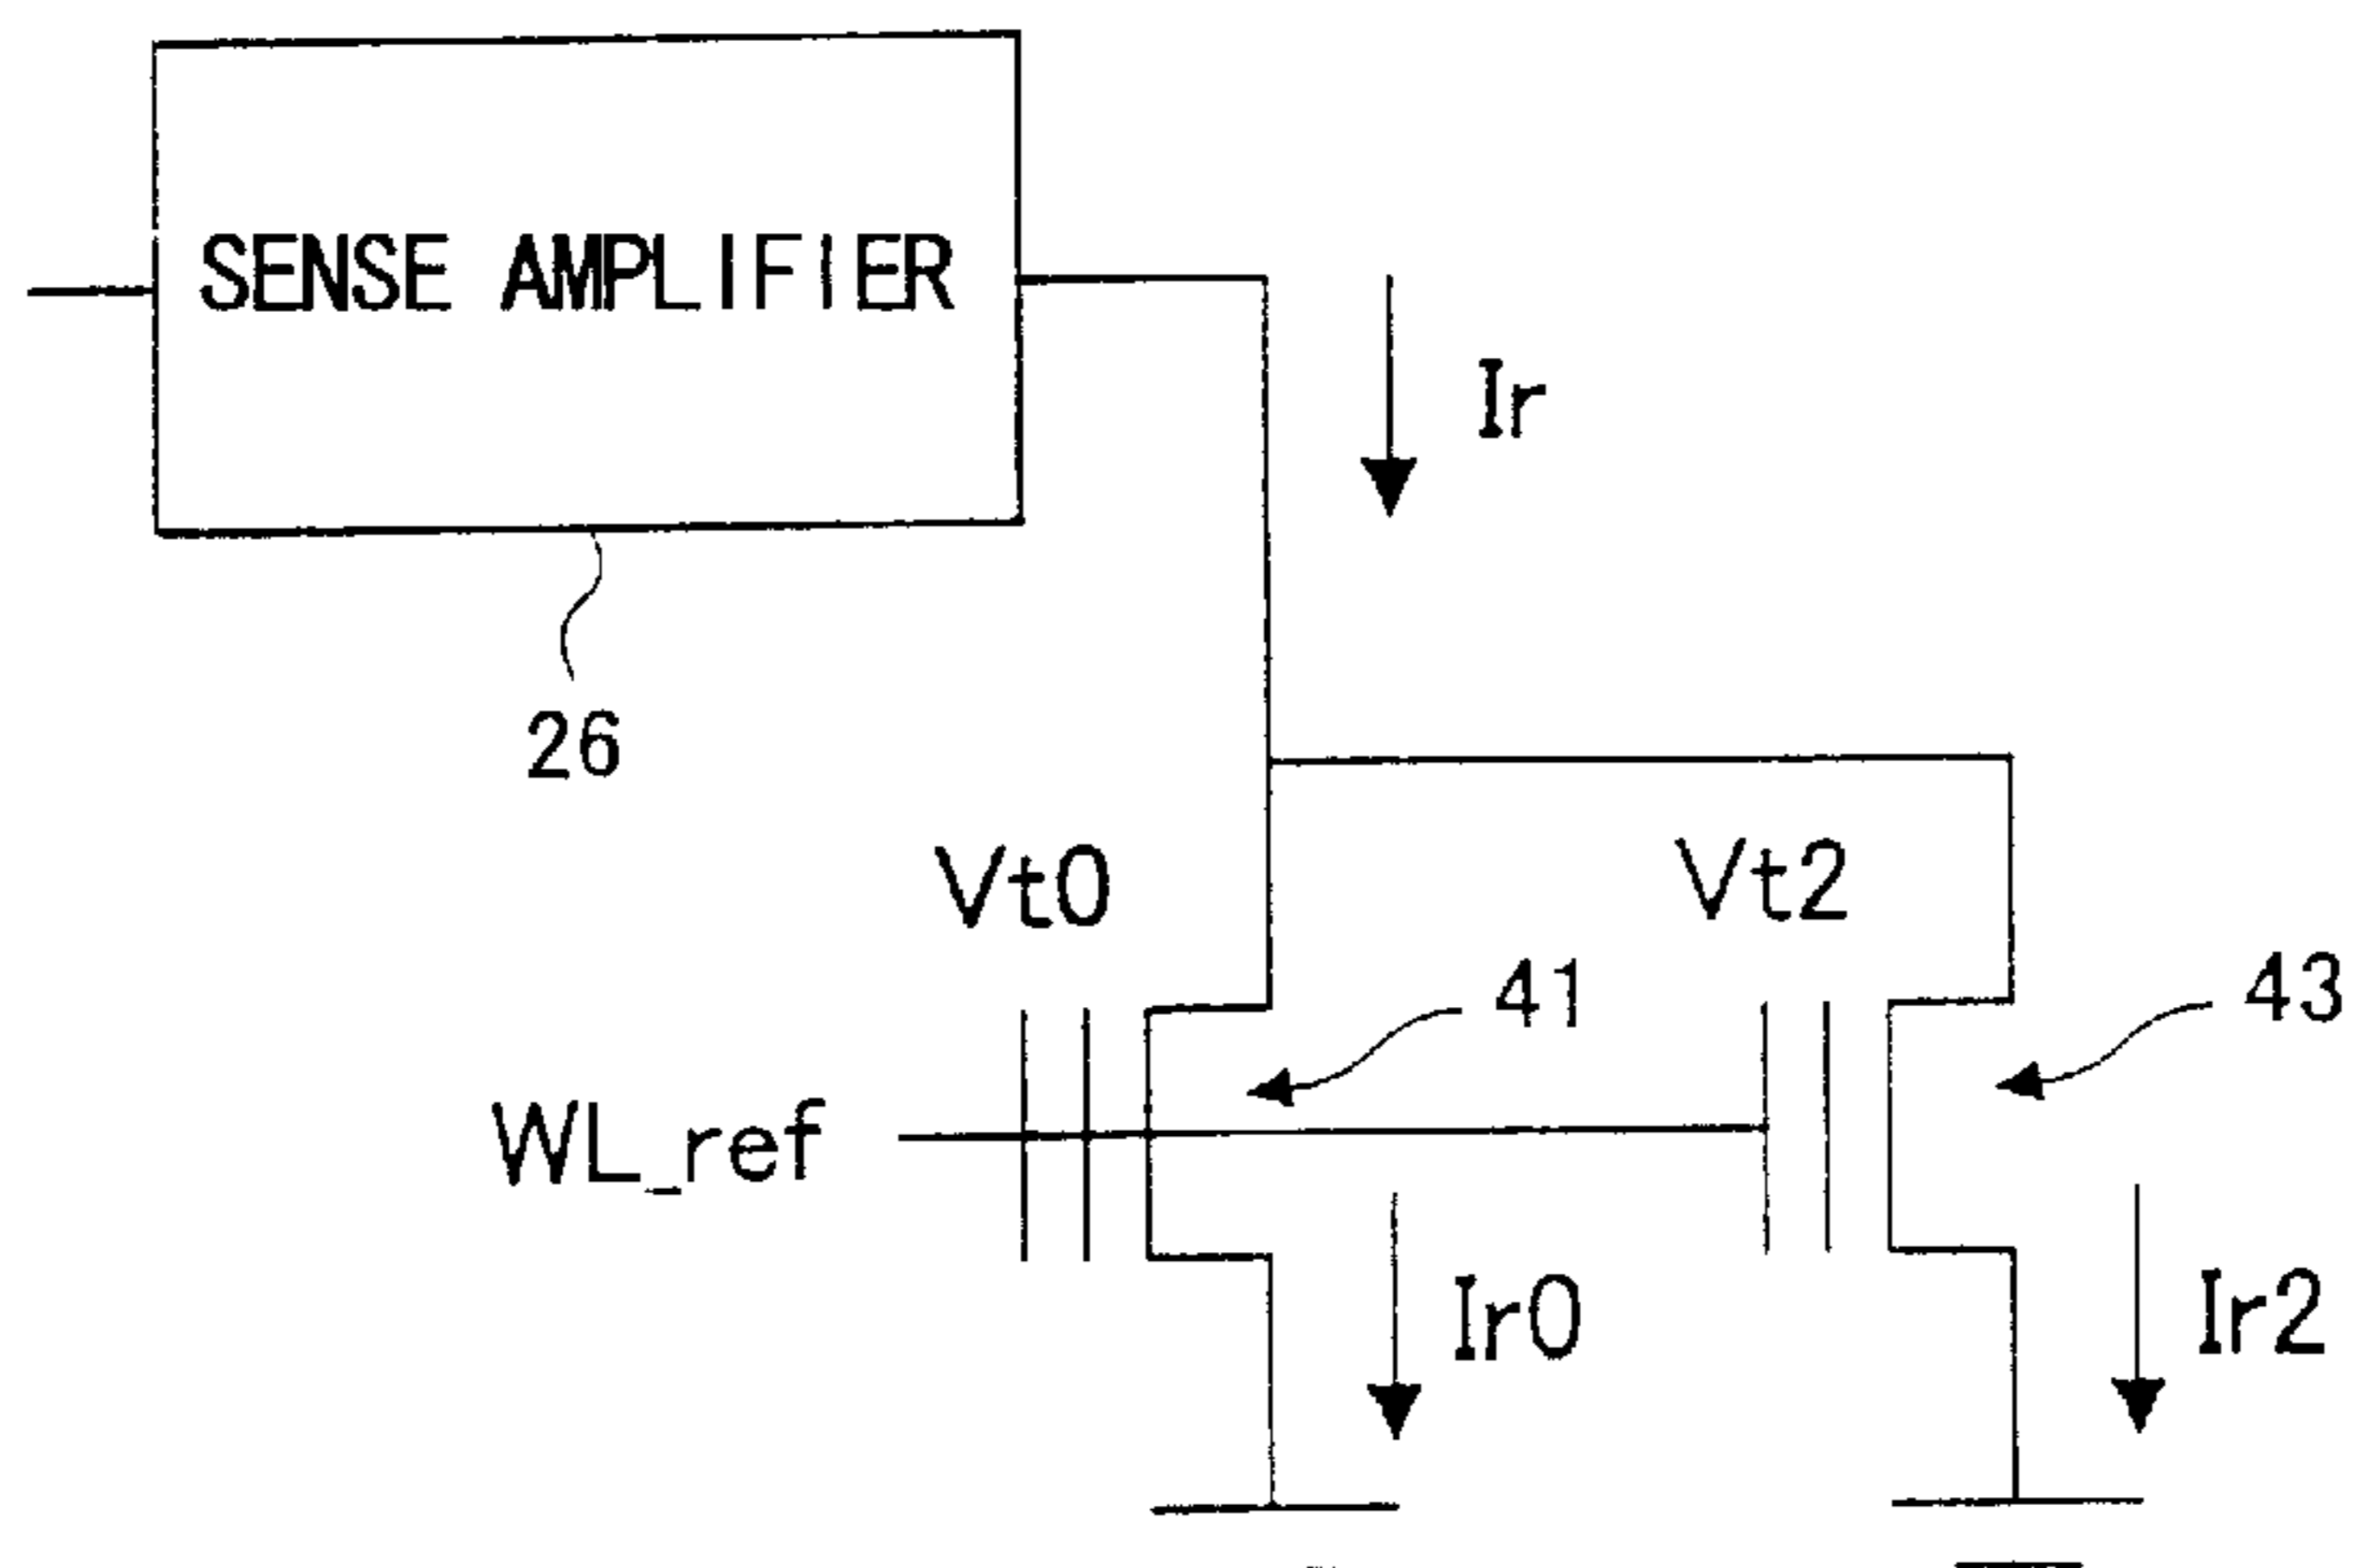 SENSE AMPLIFIER
Ir
26
Vt0
Vt2
41
43
WL_ref
Ir0
Ir2